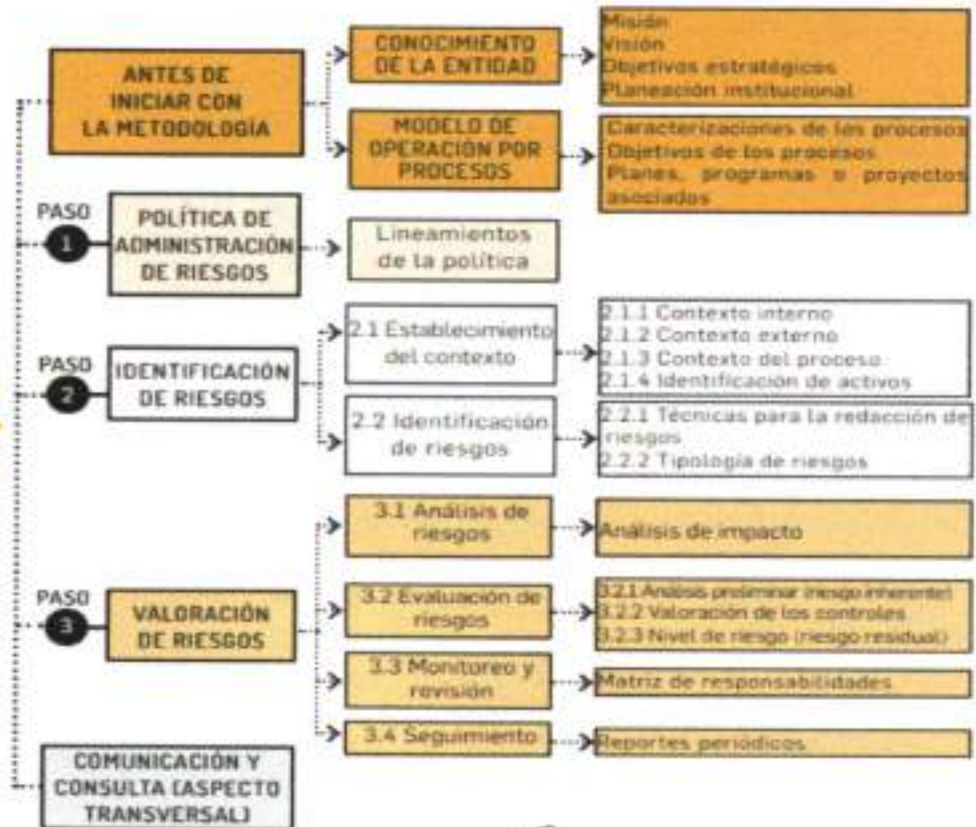 ANTES DE
INICIAR CON
LA METODOLOGÍA
CONOCIMIENTO
DE LA ENTIDAD
Misión
Visión
Objetivos estratégicos
Planeación institucional
MODELO DE
OPERACIÓN POR
PROCESOS
Caracterizaciones de los procesos
Objetivos de los procesos
Planes, programas o proyectos
asociados
PASO
1
POLÍTICA DE
ADMINISTRACIÓN
DE RIESGOS
Lineamientos
de la política
PASO
2
IDENTIFICACIÓN
DE RIESGOS
2.1 Establecimiento
del contexto
2.1.1 Contexto interno
2.1.2 Contexto externo
2.1.3 Contexto del proceso
2.1.4 Identificación de activos
2.2 Identificación
de riesgos
2.2.1 Técnicas para la redacción de
riesgos
2.2.2 Tipología de riesgos
PASO
3
VALORACIÓN
DE RIESGOS
3.1 Análisis de
riesgos
Análisis de impacto
3.2 Evaluación de
riesgos
3.2.1 Análisis preliminar (riesgo inherente)
3.2.2 Valoración de los controles
3.2.3 Nivel de riesgo (riesgo residual)
3.3 Monitoreo y
revisión
Matriz de responsabilidades
3.4 Seguimiento
Reportes periódicos
COMUNICACIÓN Y
CONSULTA (ASPECTO
TRANSVERSAL)